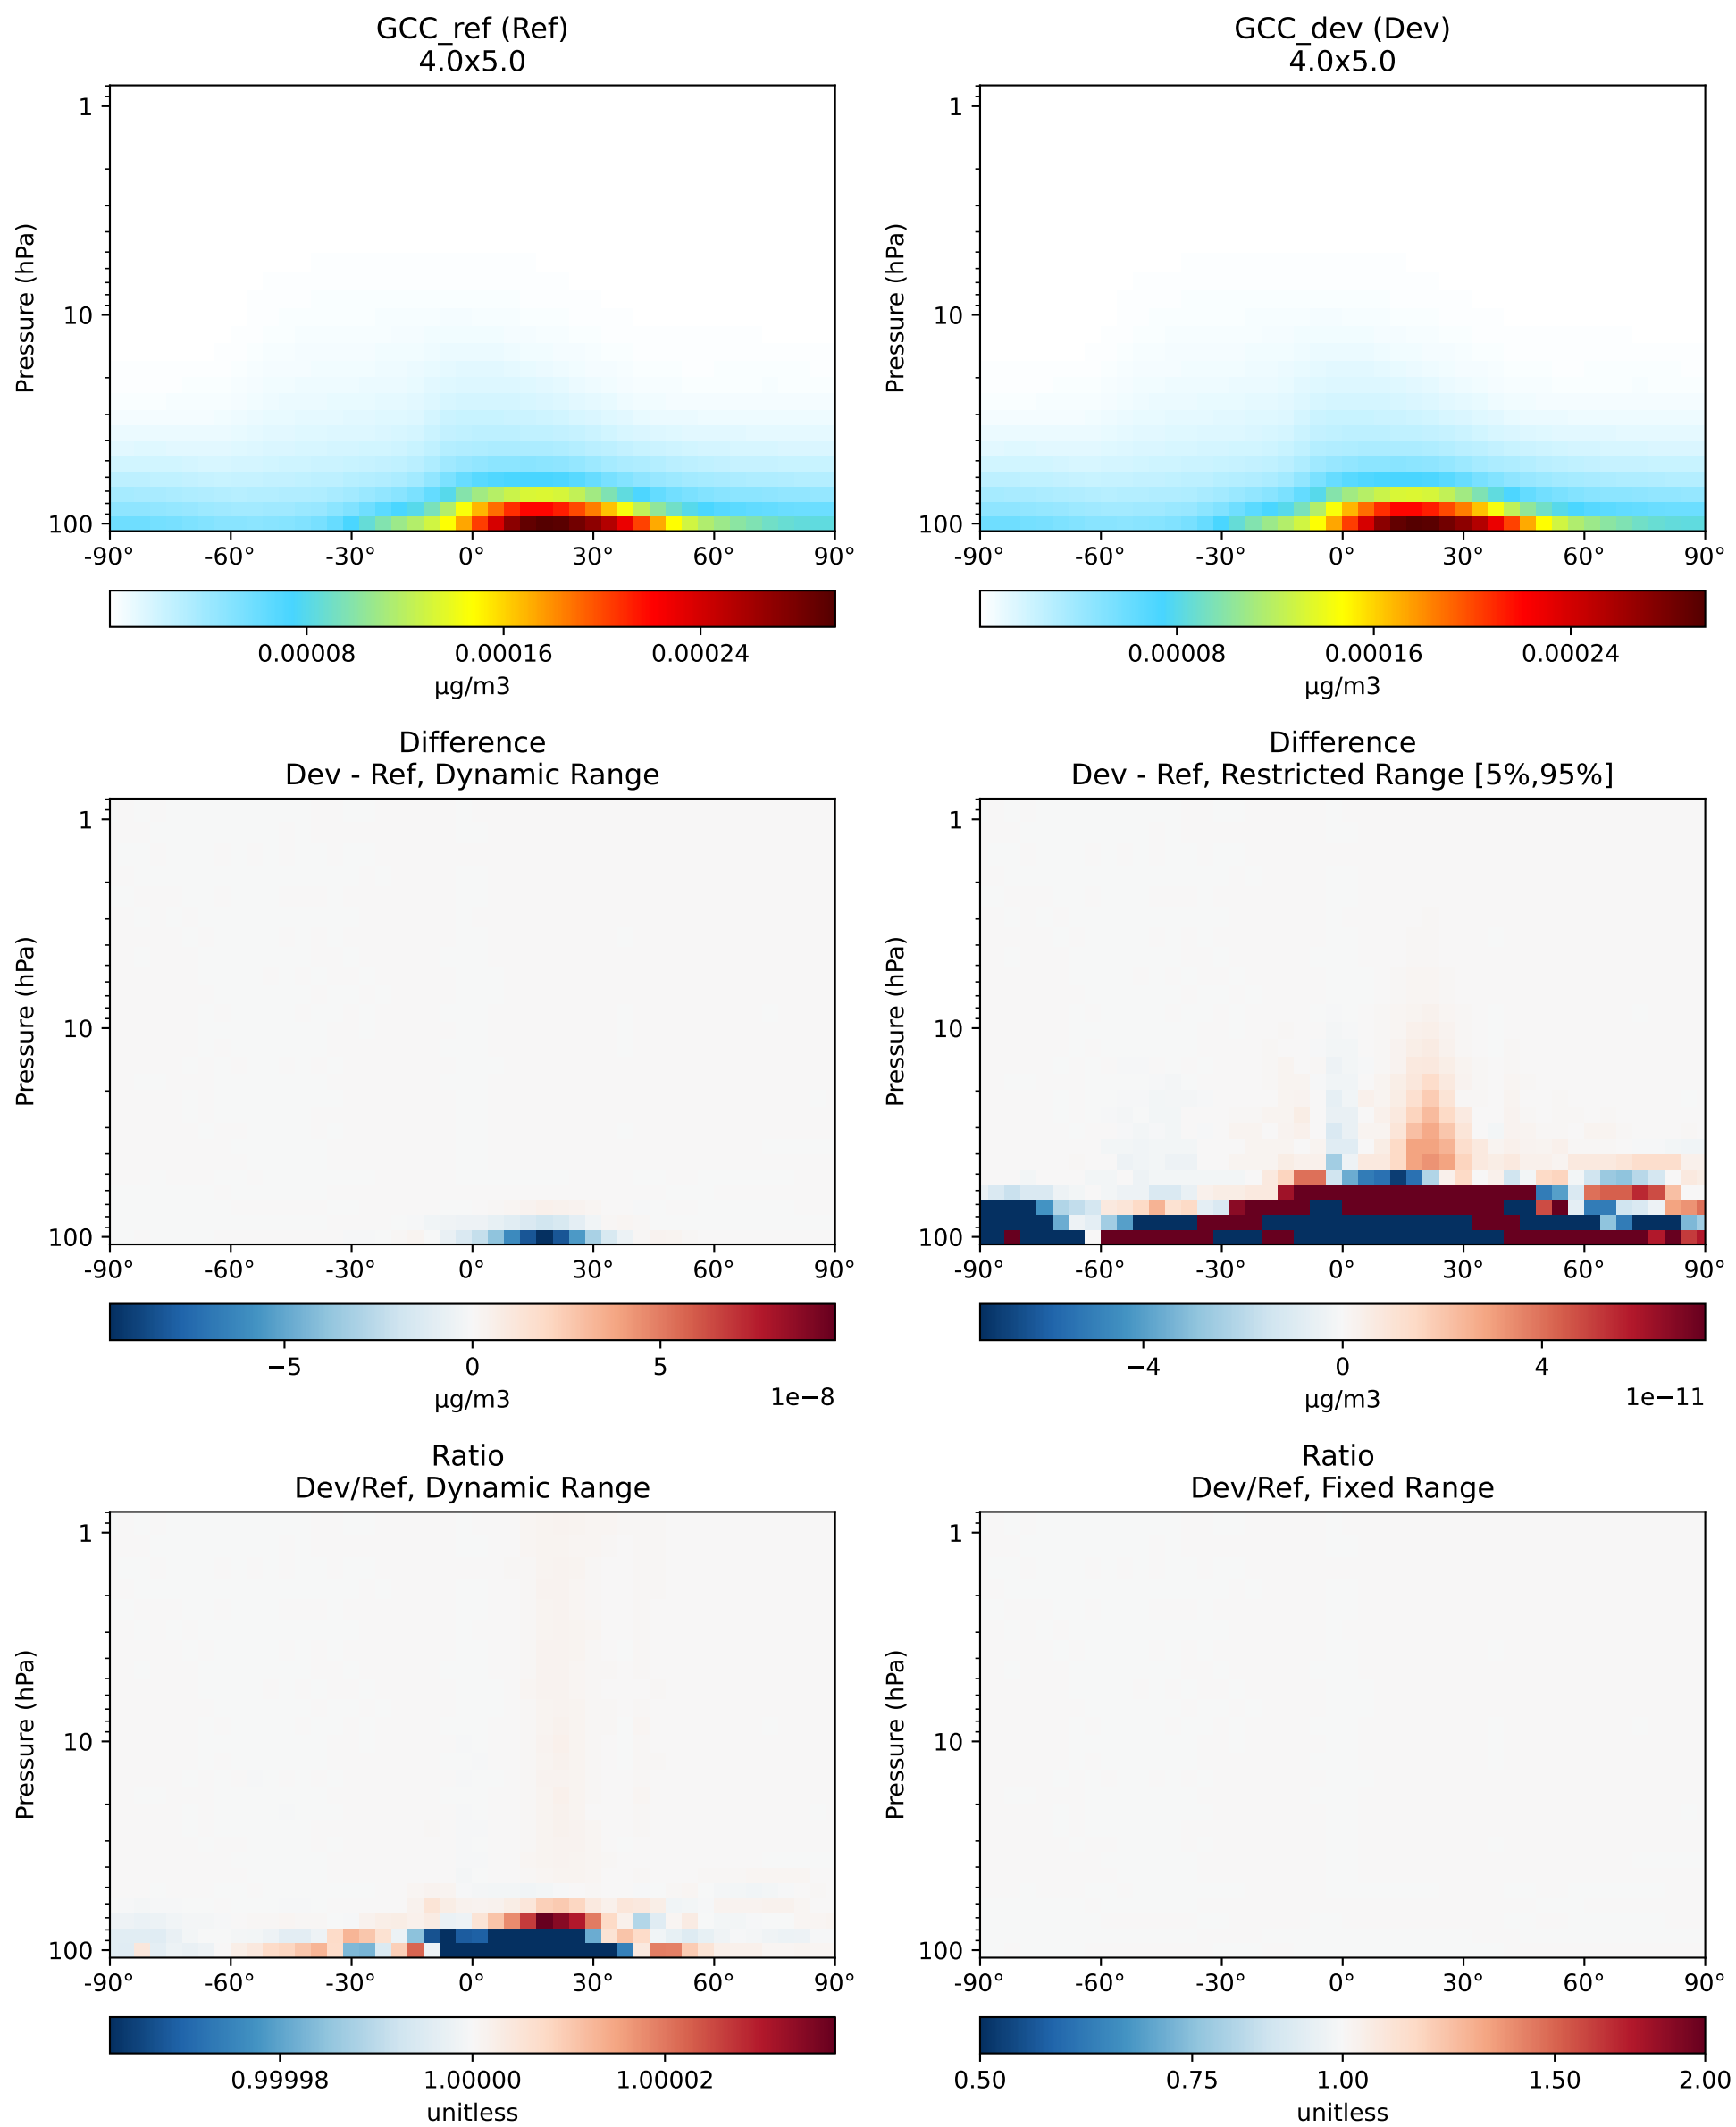 GCC_ref (Ref)
4.0x5.0
Pressure (hPa)
1
10
100
-90° -60° -30° 0° 30° 60° 90°
0.00008 0.00016 0.00024
µg/m3
GCC_dev (Dev)
4.0x5.0
Pressure (hPa)
1
10
100
-90° -60° -30° 0° 30° 60° 90°
0.00008 0.00016 0.00024
µg/m3
Difference
Dev - Ref, Dynamic Range
Pressure (hPa)
1
10
100
-90° -60° -30° 0° 30° 60° 90°
−5 0 5
µg/m3 1e−8
Difference
Dev - Ref, Restricted Range [5%,95%]
Pressure (hPa)
1
10
100
-90° -60° -30° 0° 30° 60° 90°
−4 0 4
µg/m3 1e−11
Ratio
Dev/Ref, Dynamic Range
Pressure (hPa)
1
10
100
-90° -60° -30° 0° 30° 60° 90°
0.99998 1.00000 1.00002
unitless
Ratio
Dev/Ref, Fixed Range
Pressure (hPa)
1
10
100
-90° -60° -30° 0° 30° 60° 90°
0.50 0.75 1.00 1.50 2.00
unitless